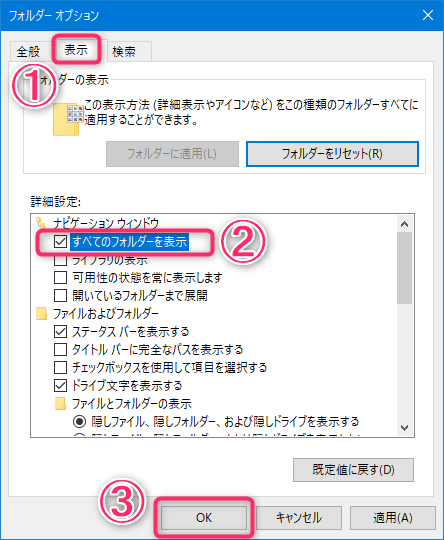 フォルダー オプション
全般
表示
検索
①
フォルダーの表示
この表示方法 (詳細表示やアイコンなど) をこの種類のフォルダーすべてに
適用することができます。
フォルダーに適用(L)
フォルダーをリセット(R)
詳細設定:
ナビゲーション ウィンドウ
すべてのフォルダーを表示
②
ライブラリの表示
可用性の状態を常に表示します
開いているフォルダーまで展開
ファイルおよびフォルダー
ステータス バーを表示する
タイトル バーに完全なパスを表示する
チェックボックスを使用して項目を選択する
ドライブ文字を表示する
ファイルとフォルダーの表示
隠しファイル、隠しフォルダー、および隠しドライブを表示する
既定値に戻す(D)
③
OK
キャンセル
適用(A)